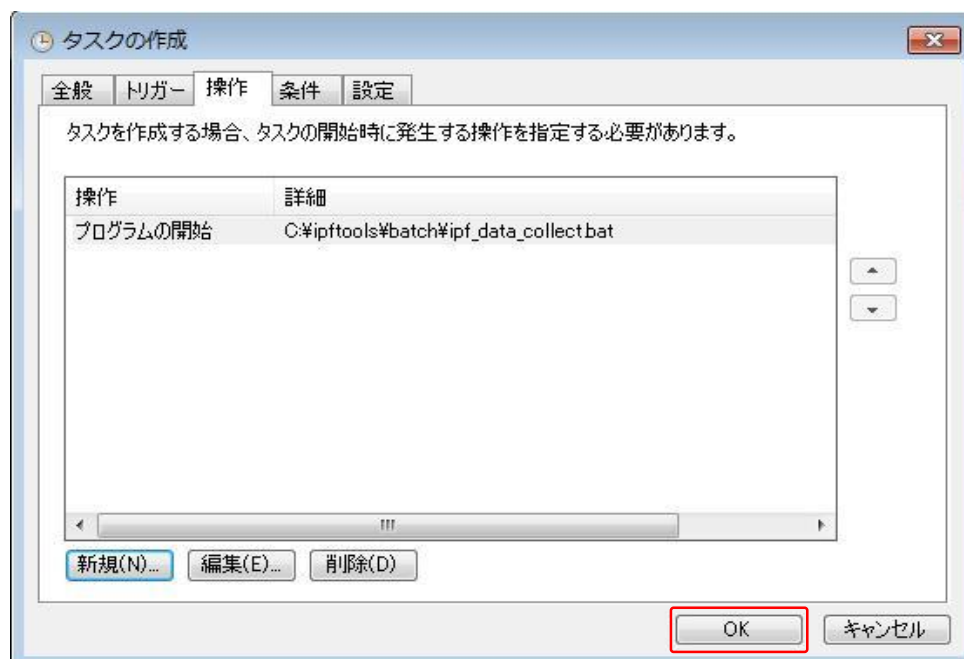 タスクの作成
全般 トリガー 操作 条件 設定
タスクを作成する場合、タスクの開始時に発生する操作を指定する必要があります。
操作 詳細
プログラムの開始 C:¥ipftools¥batch¥ipf_data_collect.bat
新規(N)... 編集(E)... 削除(D)
OK キャンセル